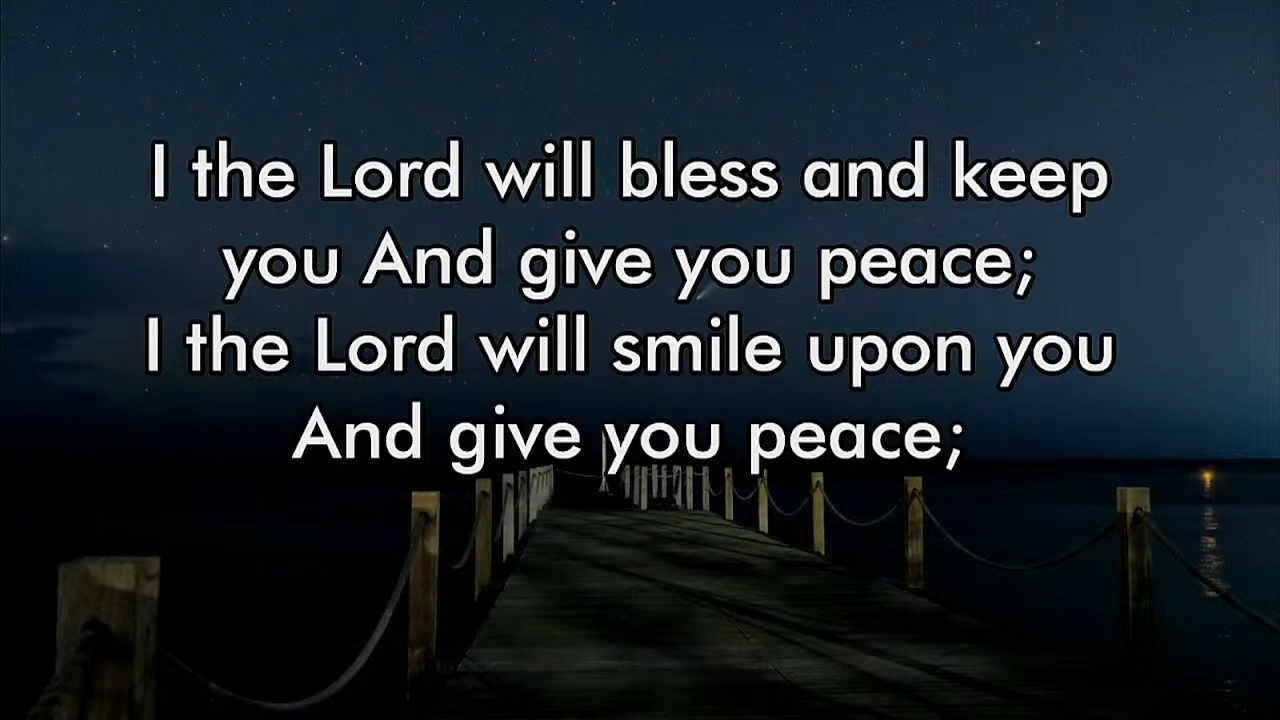 I the Lord will bless and keep
you And give you peace;
I the Lord will smile upon you
And give you peace;